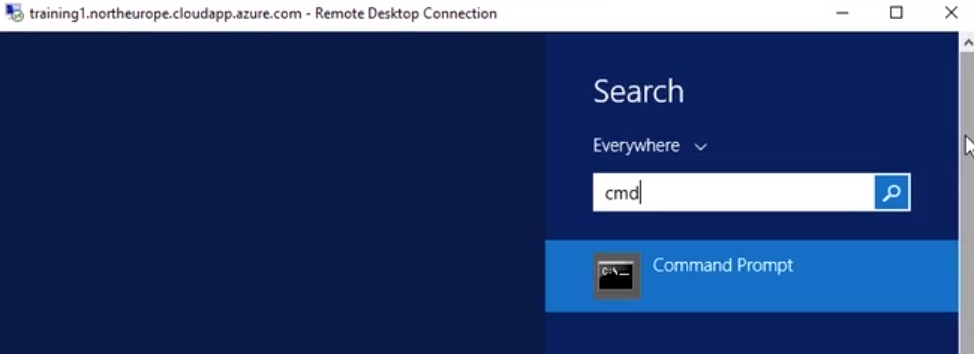 training1.northeurope.cloudapp.azure.com - Remote Desktop Connection
Search
Everywhere
cmd
Command Prompt